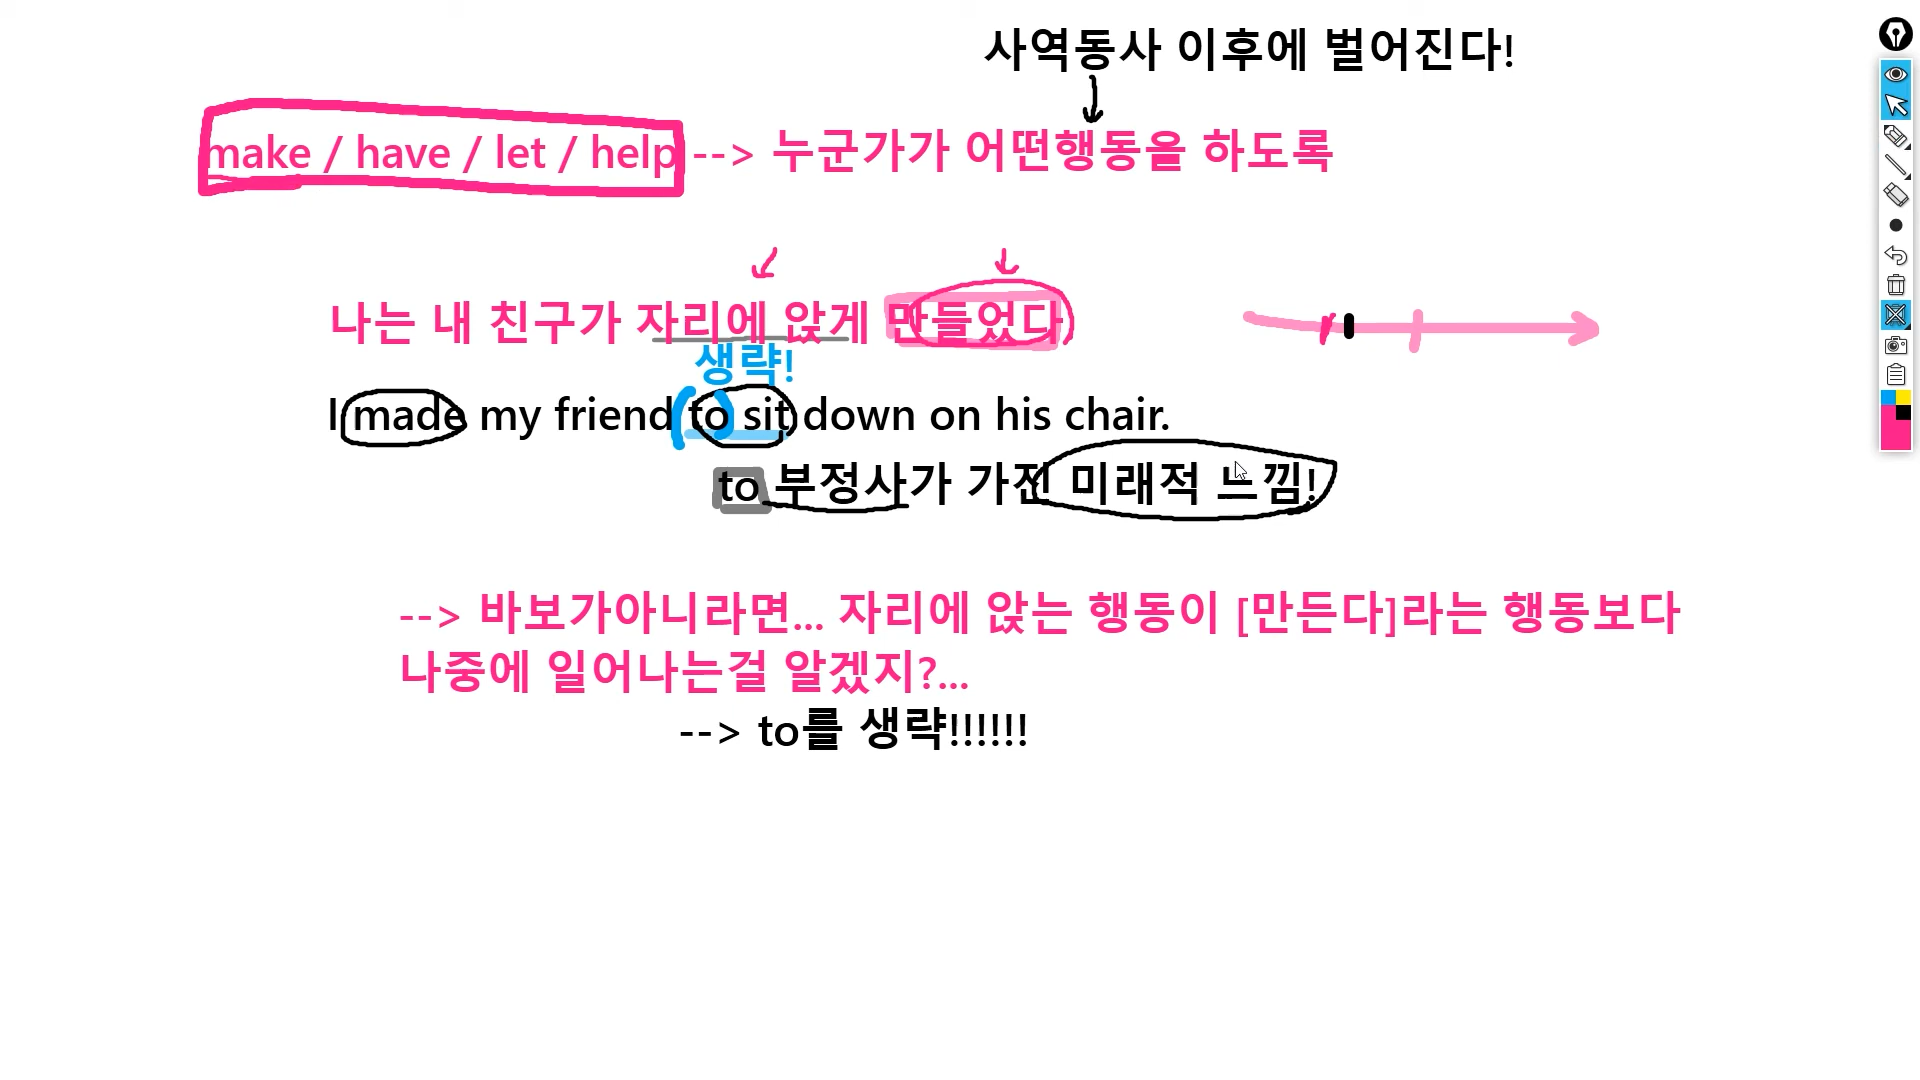 사역동사 이후에 벌어진다!
make / have / let / help --> 누군가가 어떤행동을 하도록
나는 내 친구가 자리에 앉게 만들었다
생략!
I made my friend to sit down on his chair.
to 부정사가 가진 미래적 느낌!
--> 바보가아니라면... 자리에 앉는 행동이 [만든다]라는 행동보다
나중에 일어나는걸 알겠지?...
--> to를 생략!!!!!!